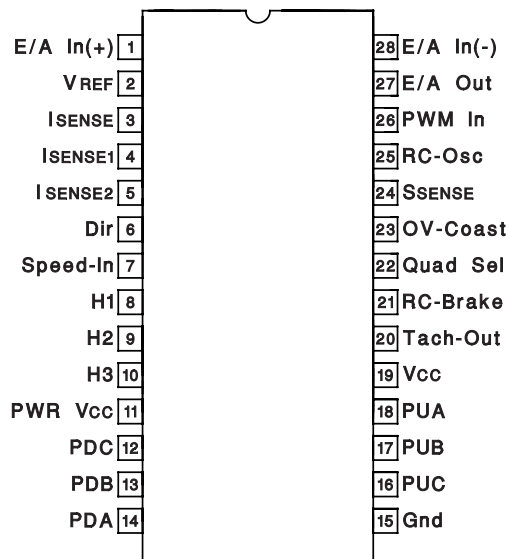 E/A In(+) 1 28 E/A In(-)
VREF 2 27 E/A Out
ISENSE 3 26 PWM In
ISENSE1 4 25 RC-Osc
ISENSE2 5 24 SSENSE
Dir 6 23 OV-Coast
Speed-In 7 22 Quad Sel
H1 8 21 RC-Brake
H2 9 20 Tach-Out
H3 10 19 VCC
PWR VCC 11 18 PUA
PDC 12 17 PUB
PDB 13 16 PUC
PDA 14 15 Gnd